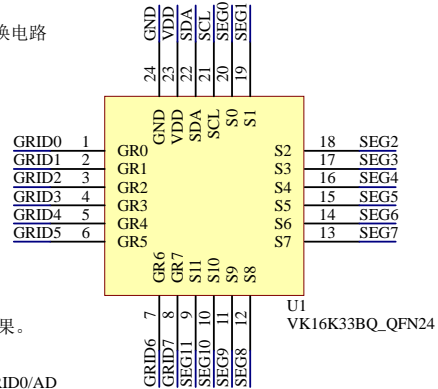 换电路
GND
VDD
SDA
SCL
SEG0
SEG1
24
23
22
21
20
19
GND
VDD
SDA
SCL
S0
S1
GRID0 1 GR0
GRID1 2 GR1
GRID2 3 GR2
GRID3 4 GR3
GRID4 5 GR4
GRID5 6 GR5
S2 18 SEG2
S3 17 SEG3
S4 16 SEG4
S5 15 SEG5
S6 14 SEG6
S7 13 SEG7
GR6
GR7
S11
S10
S9
S8
7
8
9
10
11
12
GRID6
GRID7
SEG11
SEG10
SEG9
SEG8
U1
VK16K33BQ_QFN24
果。
RID0/AD